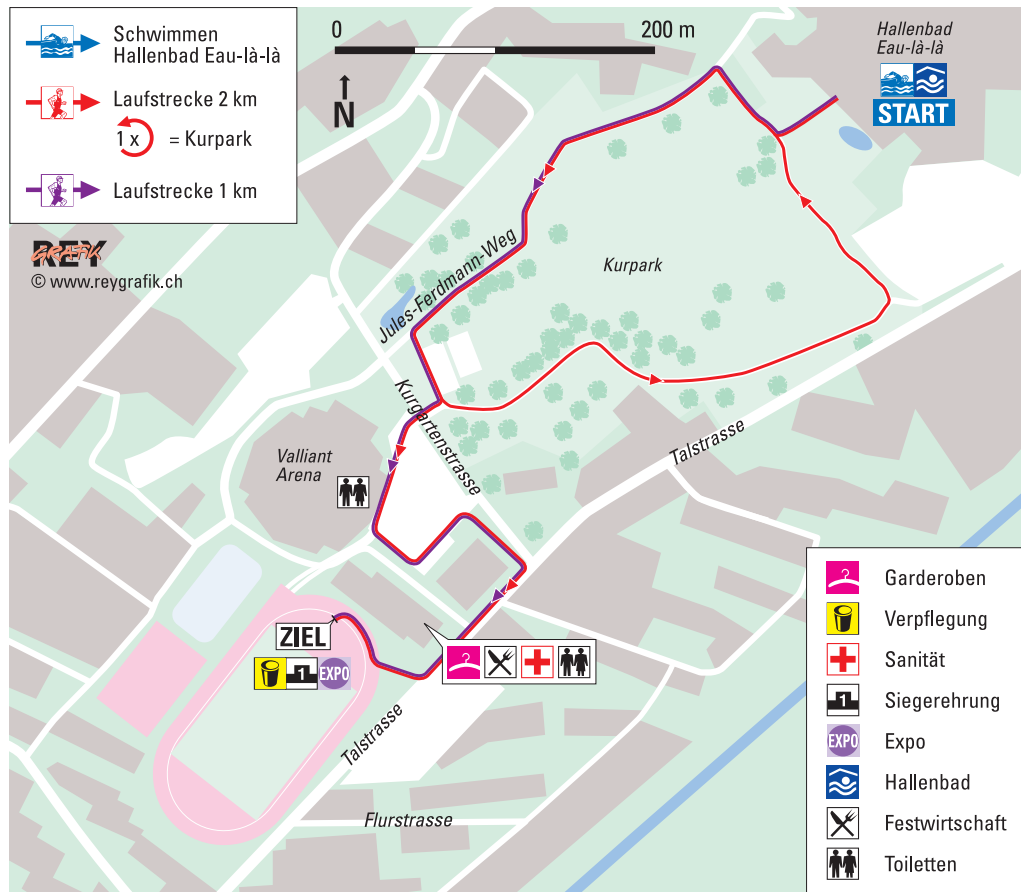 Schwimmen
Hallenbad Eau-là-là
Laufstrecke 2 km
1 x
= Kurpark
Laufstrecke 1 km
REY
GRAFIK
© www.reygrafik.ch
0
200 m
N
Hallenbad
Eau-là-là
START
Jules-Ferdmann-Weg
Kurpark
Kurgartenstrasse
Talstrasse
Valliant
Arena
ZIEL
1
EXPO
Talstrasse
Flurstrasse
Garderoben
Verpflegung
Sanität
1
Siegerehrung
EXPO
Expo
Hallenbad
Festwirtschaft
Toiletten